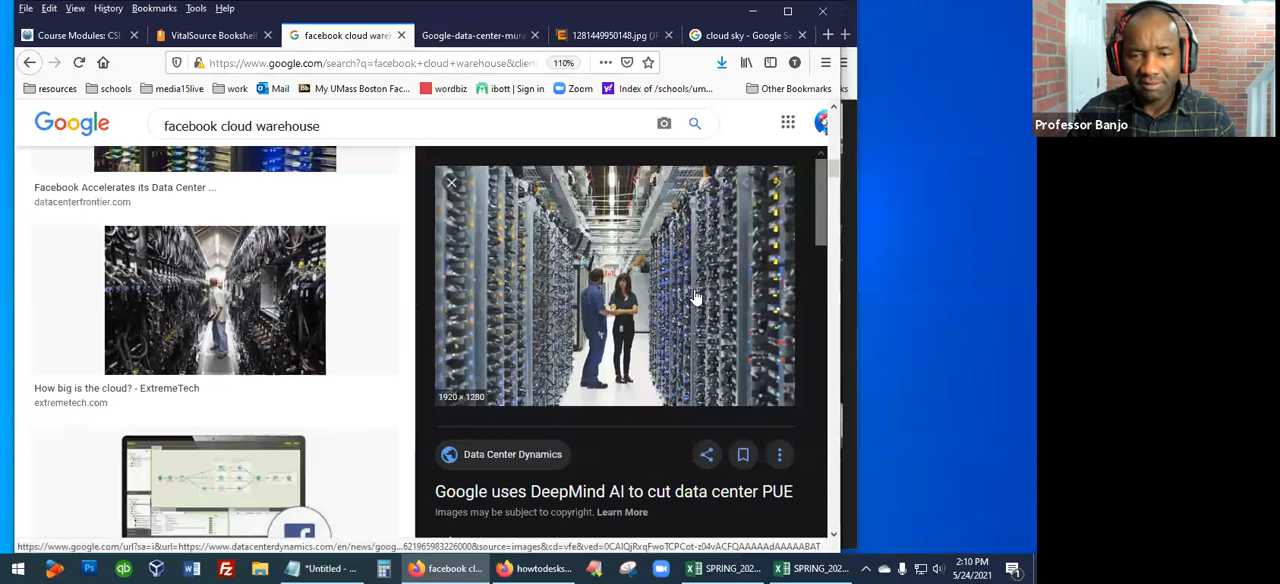 File Edit View History Bookmarks Tools Help
Course Modules: CSI
VitalSource Bookshelf
facebook cloud ware
Google-data-center-mura
1281449950148.jpg (JP
cloud sky - Google Se
https://www.google.com/search?q=facebook+cloud+warehouse&clien
110%
resources schools media15live work Mail My UMass Boston Fac... wordbiz ibott | Sign in Zoom Index of /schools/um... Other Bookmarks
T
Google
facebook cloud warehouse
Facebook Accelerates its Data Center ...
datacenterfrontier.com
How big is the cloud? - ExtremeTech
extremetech.com
1920 × 1280
Data Center Dynamics
Google uses DeepMind AI to cut data center PUE
Images may be subject to copyright. Learn More
Professor Banjo
*Untitled - 
facebook cl...
howtodesks...
SPRING_202...
SPRING_202...
2:10 PM
5/24/2021